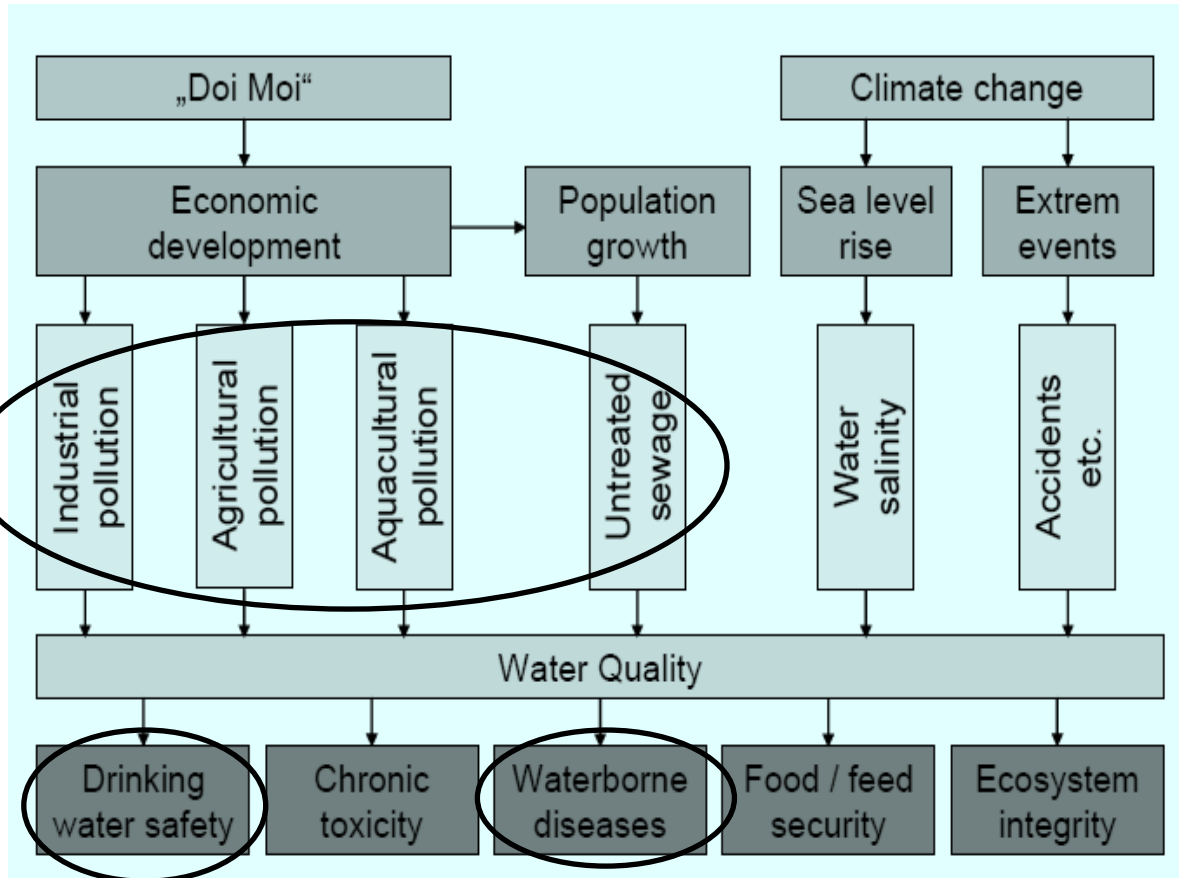 „Doi Moi“
Climate change
Economic
development
Population
growth
Sea level
rise
Extrem
events
Industrial
pollution
Agricultural
pollution
Aquacultural
pollution
Untreated
sewage
Water
salinity
Accidents
etc.
Water Quality
Drinking
water safety
Chronic
toxicity
Waterborne
diseases
Food / feed
security
Ecosystem
integrity